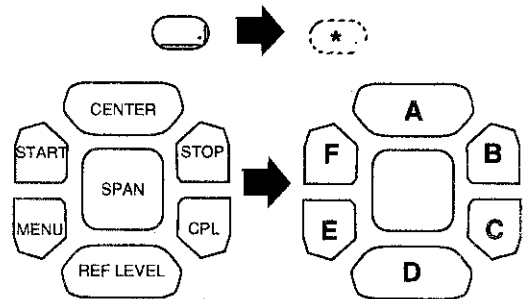 *
CENTER
START
STOP
SPAN
MENU
CPL
REF LEVEL
A
F
B
E
C
D